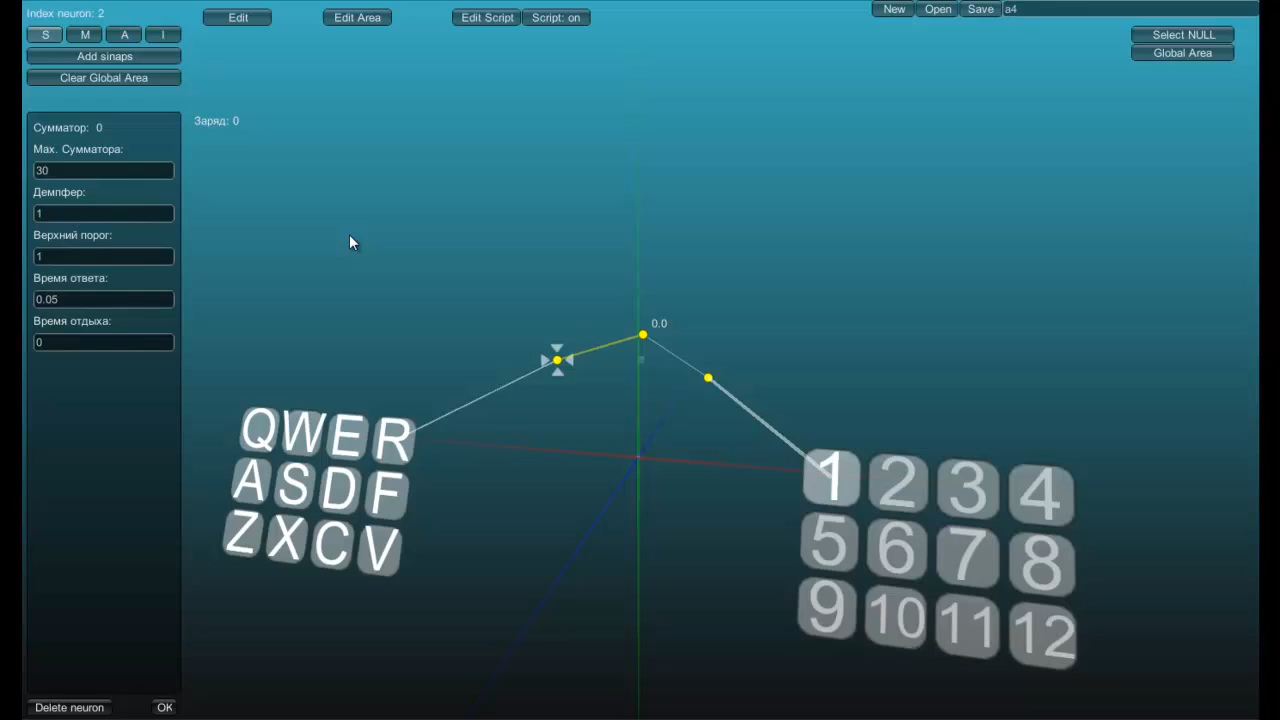 Index neuron: 2
S M A I
Add sinaps
Clear Global Area
Edit Edit Area Edit Script Script: on
New Open Save a4
Select NULL
Global Area
Сумматор: 0
Мах. Сумматора:
30
Демпфер:
1
Верхний порог:
1
Время ответа:
0.05
Время отдыха:
0
Delete neuron OK
Заряд: 0
0.0
Q W E R
A S D F
Z X C V
1 2 3 4
5 6 7 8
9 10 11 12